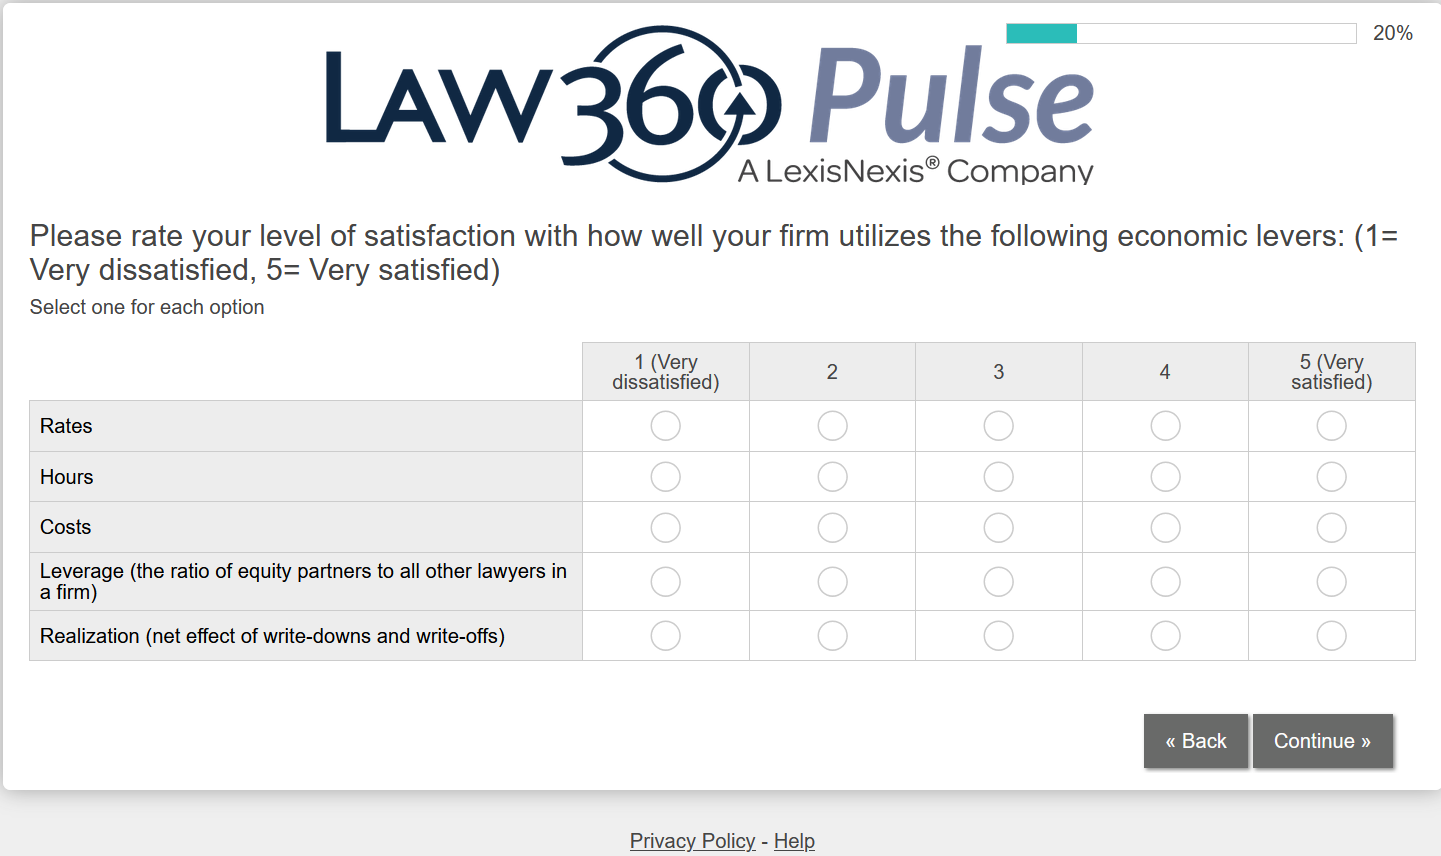 20%
LAW360 Pulse
A LexisNexis® Company
Please rate your level of satisfaction with how well your firm utilizes the following economic levers: (1=
Very dissatisfied, 5= Very satisfied)
Select one for each option
1 (Very
dissatisfied)
2
3
4
5 (Very
satisfied)
Rates
Hours
Costs
Leverage (the ratio of equity partners to all other lawyers in
a firm)
Realization (net effect of write-downs and write-offs)
« Back
Continue »
Privacy Policy - Help